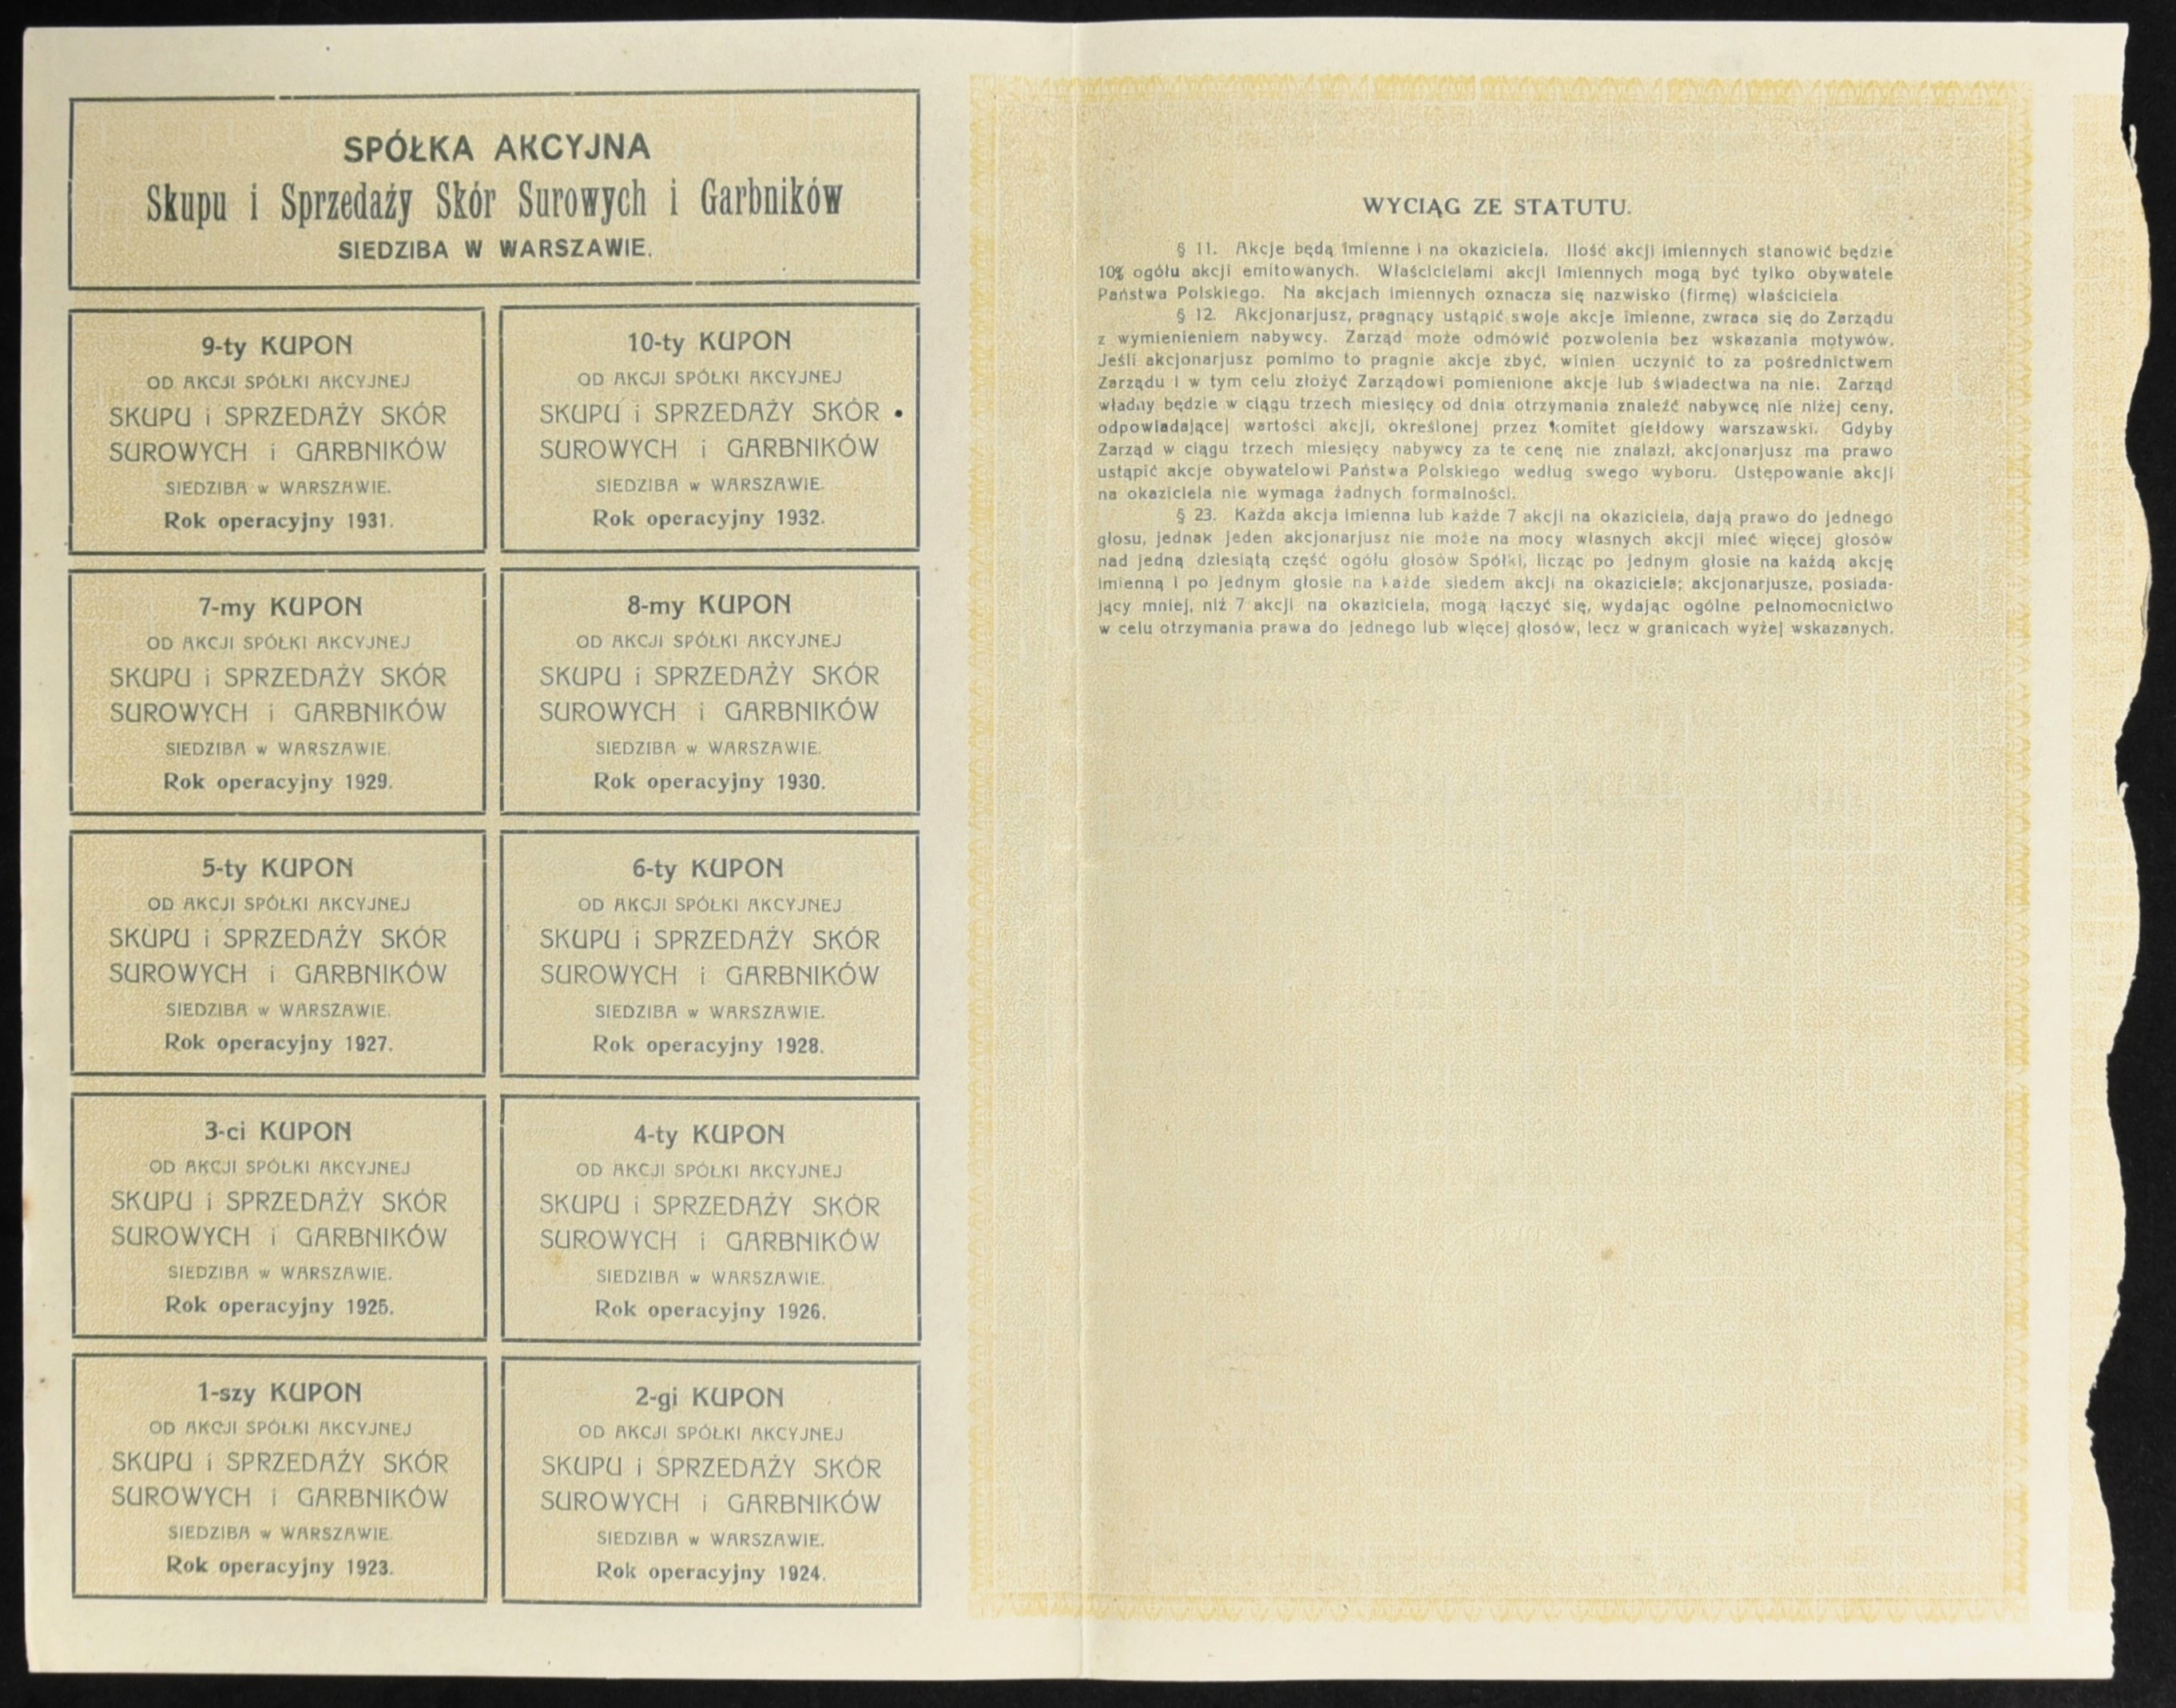 SPÓŁKA AKCYJNA
Skupu i Sprzedaży Skór Surowych i Garbników
SIEDZIBA W WARSZAWIE.
9-ty KUPON
OD AKCJI SPÓŁKI AKCYJNEJ
SKUPU i SPRZEDAŻY SKÓR
SUROWYCH i GARBNIKÓW
SIEDZIBA w WARSZAWIE.
Rok operacyjny 1931.
10-ty KUPON
OD AKCJI SPÓŁKI AKCYJNEJ
SKUPU i SPRZEDAŻY SKÓR
SUROWYCH i GARBNIKÓW
SIEDZIBA w WARSZAWIE.
Rok operacyjny 1932.
7-my KUPON
OD AKCJI SPÓŁKI AKCYJNEJ
SKUPU i SPRZEDAŻY SKÓR
SUROWYCH i GARBNIKÓW
SIEDZIBA w WARSZAWIE.
Rok operacyjny 1929.
8-my KUPON
OD AKCJI SPÓŁKI AKCYJNEJ
SKUPU i SPRZEDAŻY SKÓR
SUROWYCH i GARBNIKÓW
SIEDZIBA w WARSZAWIE.
Rok operacyjny 1930.
5-ty KUPON
OD AKCJI SPÓŁKI AKCYJNEJ
SKUPU i SPRZEDAŻY SKÓR
SUROWYCH i GARBNIKÓW
SIEDZIBA w WARSZAWIE.
Rok operacyjny 1927.
6-ty KUPON
OD AKCJI SPÓŁKI AKCYJNEJ
SKUPU i SPRZEDAŻY SKÓR
SUROWYCH i GARBNIKÓW
SIEDZIBA w WARSZAWIE.
Rok operacyjny 1928.
3-ci KUPON
OD AKCJI SPÓŁKI AKCYJNEJ
SKUPU i SPRZEDAŻY SKÓR
SUROWYCH i GARBNIKÓW
SIEDZIBA w WARSZAWIE.
Rok operacyjny 1925.
4-ty KUPON
OD AKCJI SPÓŁKI AKCYJNEJ
SKUPU i SPRZEDAŻY SKÓR
SUROWYCH i GARBNIKÓW
SIEDZIBA w WARSZAWIE.
Rok operacyjny 1926.
1-szy KUPON
OD AKCJI SPÓŁKI AKCYJNEJ
SKUPU i SPRZEDAŻY SKÓR
SUROWYCH i GARBNIKÓW
SIEDZIBA w WARSZAWIE.
Rok operacyjny 1923.
2-gi KUPON
OD AKCJI SPÓŁKI AKCYJNEJ
SKUPU i SPRZEDAŻY SKÓR
SUROWYCH i GARBNIKÓW
SIEDZIBA w WARSZAWIE.
Rok operacyjny 1924.
WYCIĄG ZE STATUTU.
§ 11. Akcje będą imienne i na okaziciela. Ilość akcji imiennych stanowić będzie
10% ogółu akcji emitowanych. Właścicielami akcji imiennych mogą być tylko obywatele
Państwa Polskiego. Na akcjach imiennych oznacza się nazwisko (firmę) właściciela
§ 12. Akcjonarjusz, pragnący ustąpić swoje akcje imienne, zwraca się do Zarządu
z wymienieniem nabywcy. Zarząd może odmówić pozwolenia bez wskazania motywów.
Jeśli akcjonarjusz pomimo to pragnie akcje zbyć, winien uczynić to za pośrednictwem
Zarządu i w tym celu złożyć Zarządowi pomienione akcje lub świadectwa na nie. Zarząd
władny będzie w ciągu trzech miesięcy od dnia otrzymania znaleźć nabywcę nie niżej ceny,
odpowiadającej wartości akcji, określonej przez komitet giełdowy warszawski. Gdyby
Zarząd w ciągu trzech miesięcy nabywcy za te cenę nie znalazł, akcjonarjusz ma prawo
ustąpić akcje obywatelowi Państwa Polskiego według swego wyboru. Ustępowanie akcji
na okaziciela nie wymaga żadnych formalności.
§ 23. Każda akcja imienna lub każde 7 akcji na okaziciela, dają prawo do jednego
głosu, jednak jeden akcjonarjusz nie może na mocy własnych akcji mieć więcej głosów
nad jedną dziesiątą część ogółu głosów Spółki, licząc po jednym głosie na każdą akcję
imienną i po jednym głosie na każde siedem akcji na okaziciela; akcjonarjusze, posiada-
jący mniej, niż 7 akcji na okaziciela, mogą łączyć się, wydając ogólne pełnomocnictwo
w celu otrzymania prawa do jednego lub więcej głosów, lecz w granicach wyżej wskazanych.